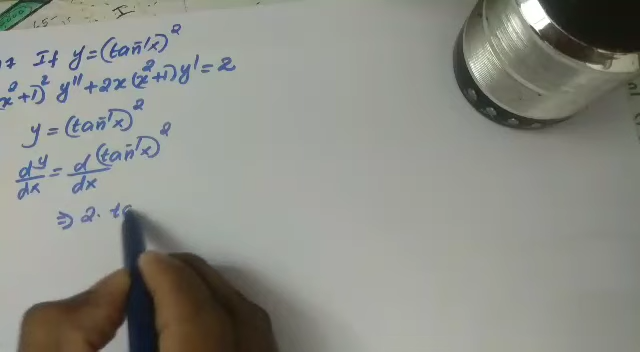 If y = (tan⁻¹x)²
x²+1)² y'' + 2x(x²+1)y' = 2
y = (tan⁻¹x)²
dy/dx = d(tan⁻¹x)²/dx
⇒ 2. ta